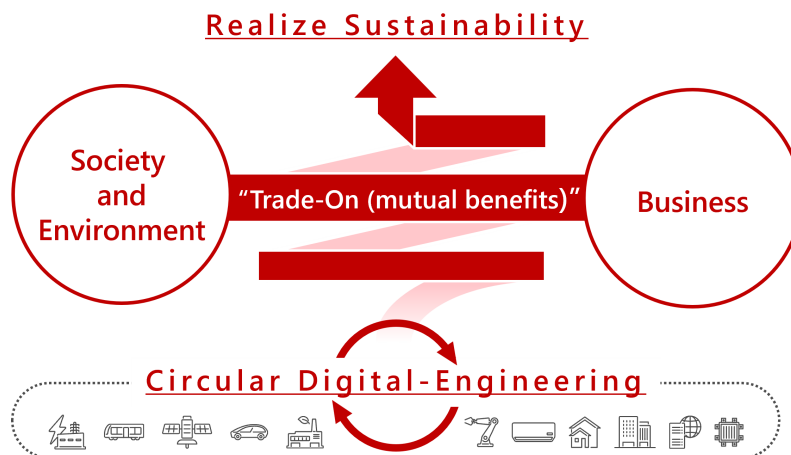 Realize Sustainability
Society
and
Environment
“Trade-On (mutual benefits)”
Business
Circular Digital-Engineering